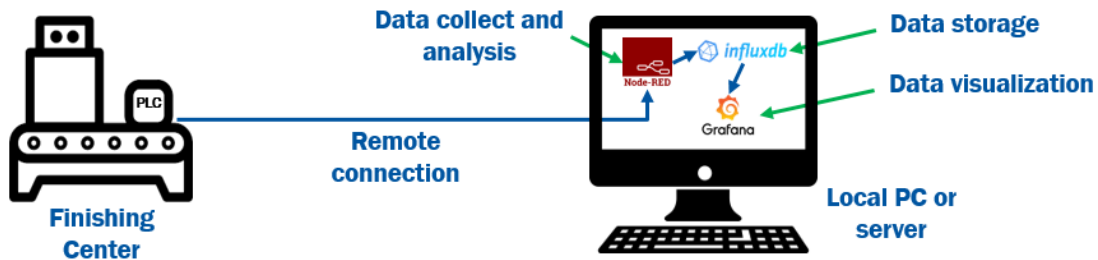 Data collect and
analysis
Data storage
influxdb
Node-RED
Data visualization
PLC
Grafana
Remote
connection
Local PC or
server
Finishing
Center